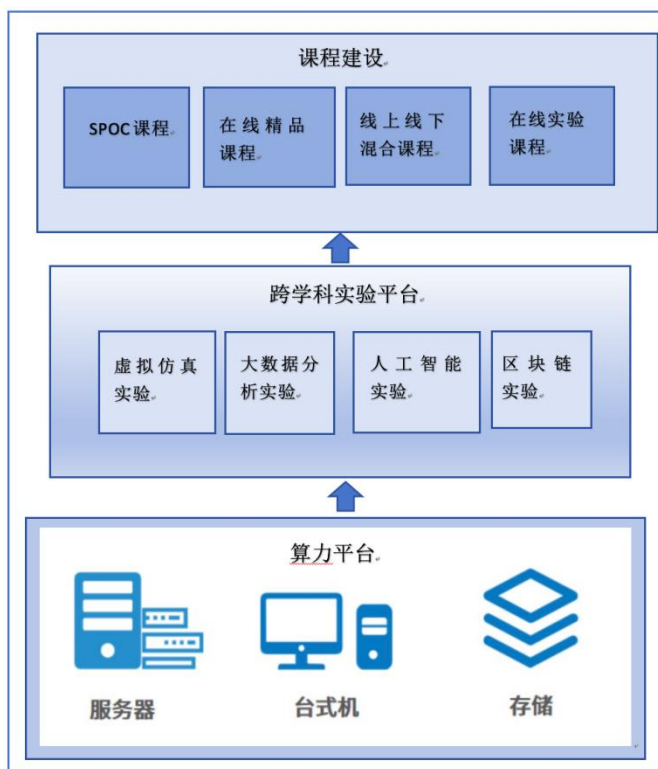 课程建设
SPOC课程
在线精品
课程
线上线下
混合课程
在线实验
课程
跨学科实验平台
虚拟仿真
实验
大数据分
析实验
人工智能
实验
区块链
实验
算力平台
服务器
台式机
存储